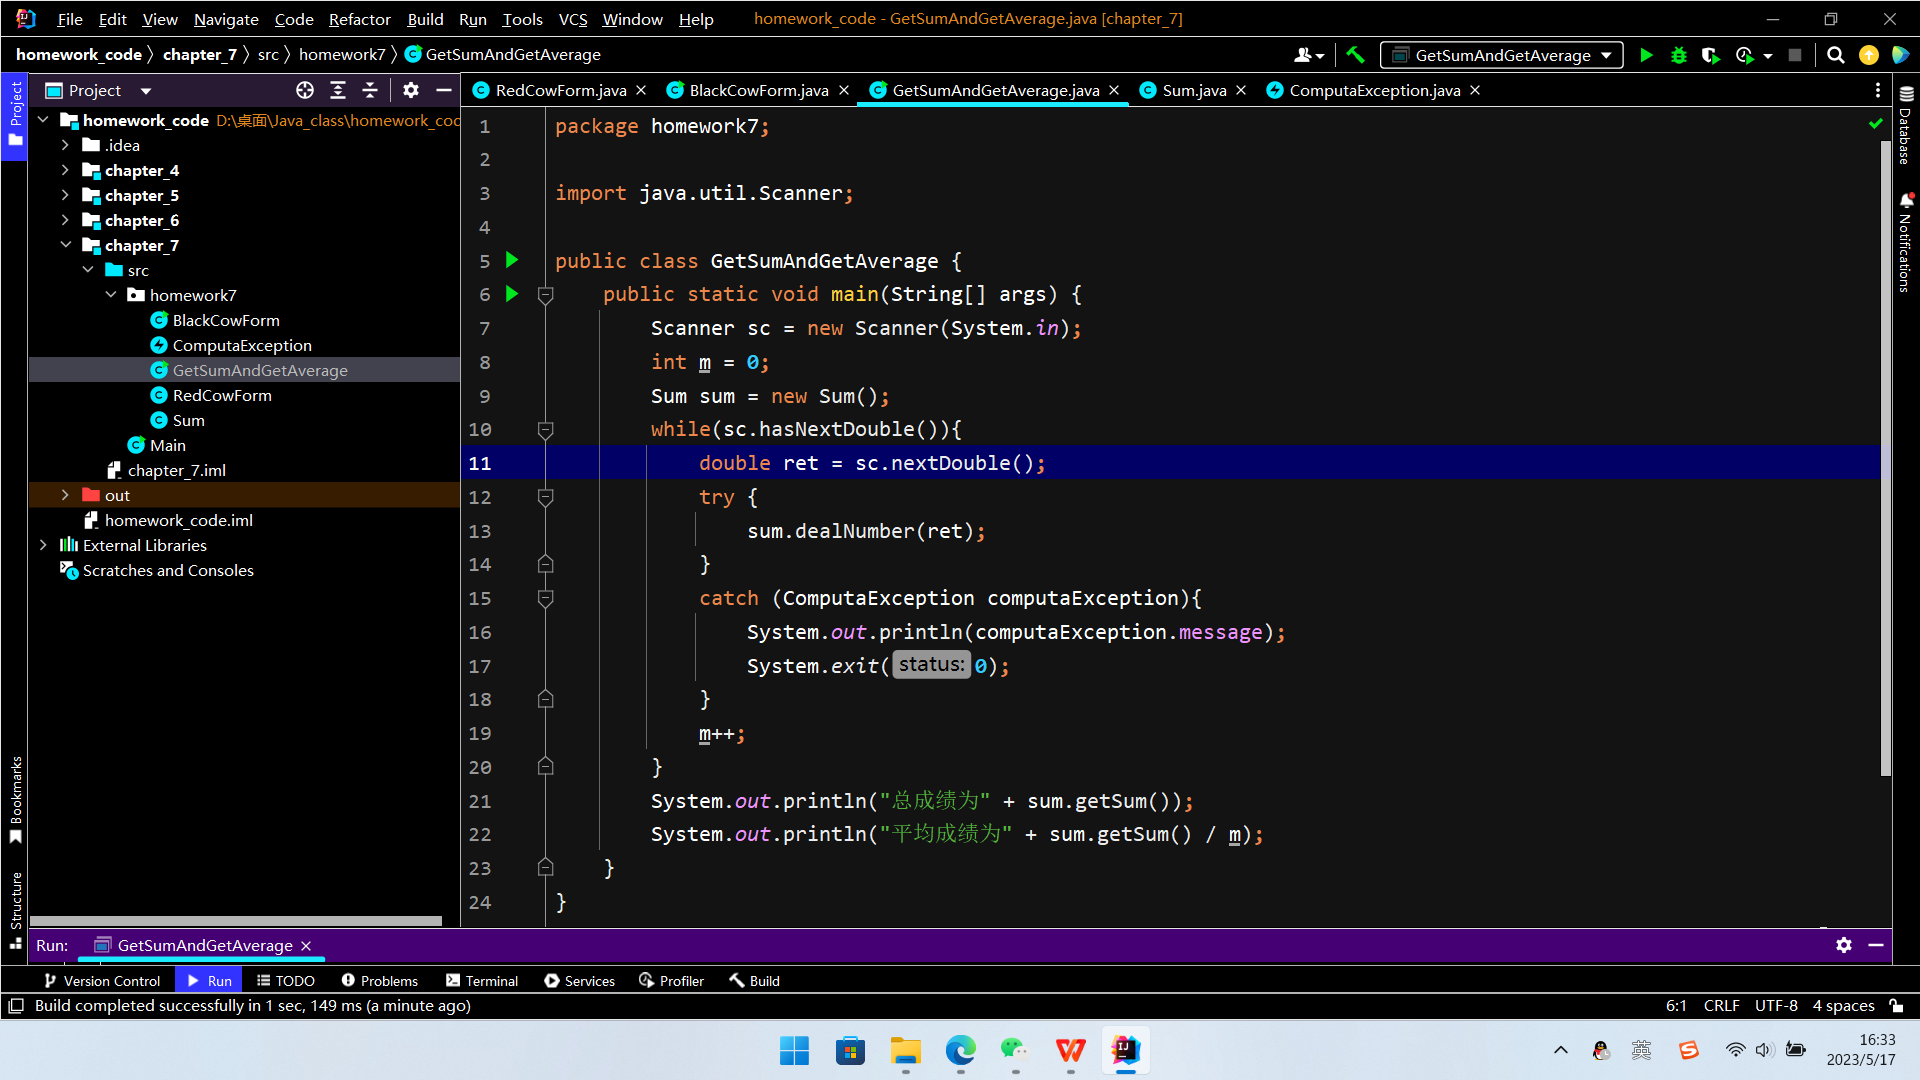 File Edit View Navigate Code Refactor Build Run Tools VCS Window Help homework_code - GetSumAndGetAverage.java [chapter_7]
homework_code 〉 chapter_7 〉 src 〉 homework7 〉 GetSumAndGetAverage GetSumAndGetAverage
Project
RedCowForm.java BlackCowForm.java GetSumAndGetAverage.java Sum.java ComputaException.java
Project
homework_code D:\桌面\Java_class\homework_coc
.idea
chapter_4
chapter_5
chapter_6
chapter_7
src
homework7
BlackCowForm
ComputaException
GetSumAndGetAverage
RedCowForm
Sum
Main
chapter_7.iml
out
homework_code.iml
External Libraries
Scratches and Consoles
Bookmarks
Structure
1 package homework7;
2
3 import java.util.Scanner;
4
5 public class GetSumAndGetAverage {
6 public static void main(String[] args) {
7 Scanner sc = new Scanner(System.in);
8 int m = 0;
9 Sum sum = new Sum();
10 while(sc.hasNextDouble()){
11 double ret = sc.nextDouble();
12 try {
13 sum.dealNumber(ret);
14 }
15 catch (ComputaException computaException){
16 System.out.println(computaException.message);
17 System.exit( status: 0);
18 }
19 m++;
20 }
21 System.out.println("总成绩为" + sum.getSum());
22 System.out.println("平均成绩为" + sum.getSum() / m);
23 }
24 }
Database
Notifications
Run: GetSumAndGetAverage
Version Control Run TODO Problems Terminal Services Profiler Build
Build completed successfully in 1 sec, 149 ms (a minute ago) 6:1 CRLF UTF-8 4 spaces
英 16:33
2023/5/17